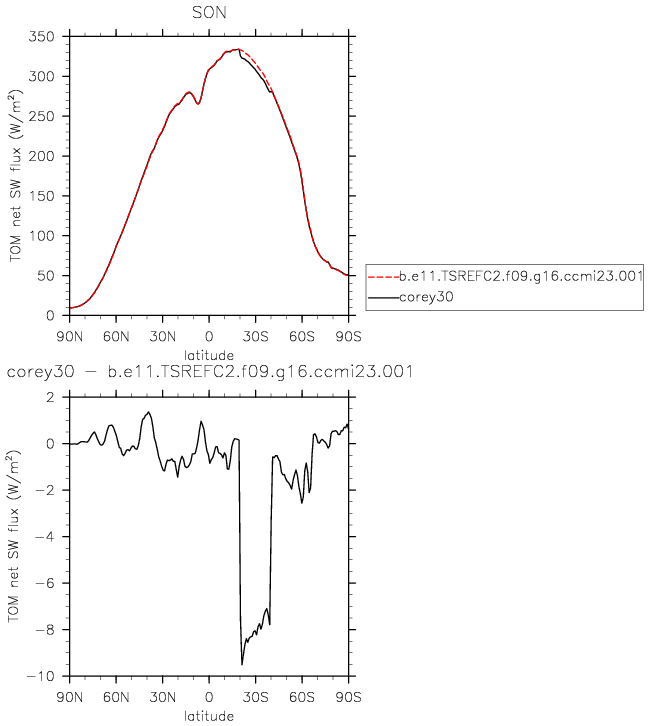 SON
350
300
250
200
150
100
50
0
TOM net SW flux (W/m²)
90N 60N 30N 0 30S 60S 90S
latitude
b.e11.TSREFC2.f09.g16.ccmi23.001
corey30
corey30 − b.e11.TSREFC2.f09.g16.ccmi23.001
2
0
−2
−4
−6
−8
−10
TOM net SW flux (W/m²)
90N 60N 30N 0 30S 60S 90S
latitude